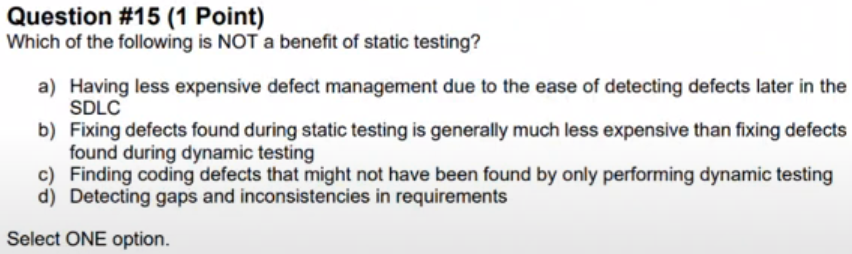 Question #15 (1 Point)
Which of the following is NOT a benefit of static testing?
a) Having less expensive defect management due to the ease of detecting defects later in the
SDLC
b) Fixing defects found during static testing is generally much less expensive than fixing defects
found during dynamic testing
c) Finding coding defects that might not have been found by only performing dynamic testing
d) Detecting gaps and inconsistencies in requirements
Select ONE option.